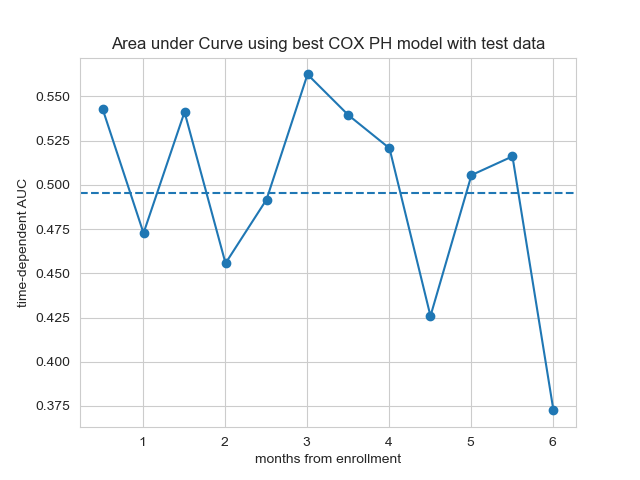 Area under Curve using best COX PH model with test data
time-dependent AUC
0.550
0.525
0.500
0.475
0.450
0.425
0.400
0.375
1 2 3 4 5 6
months from enrollment